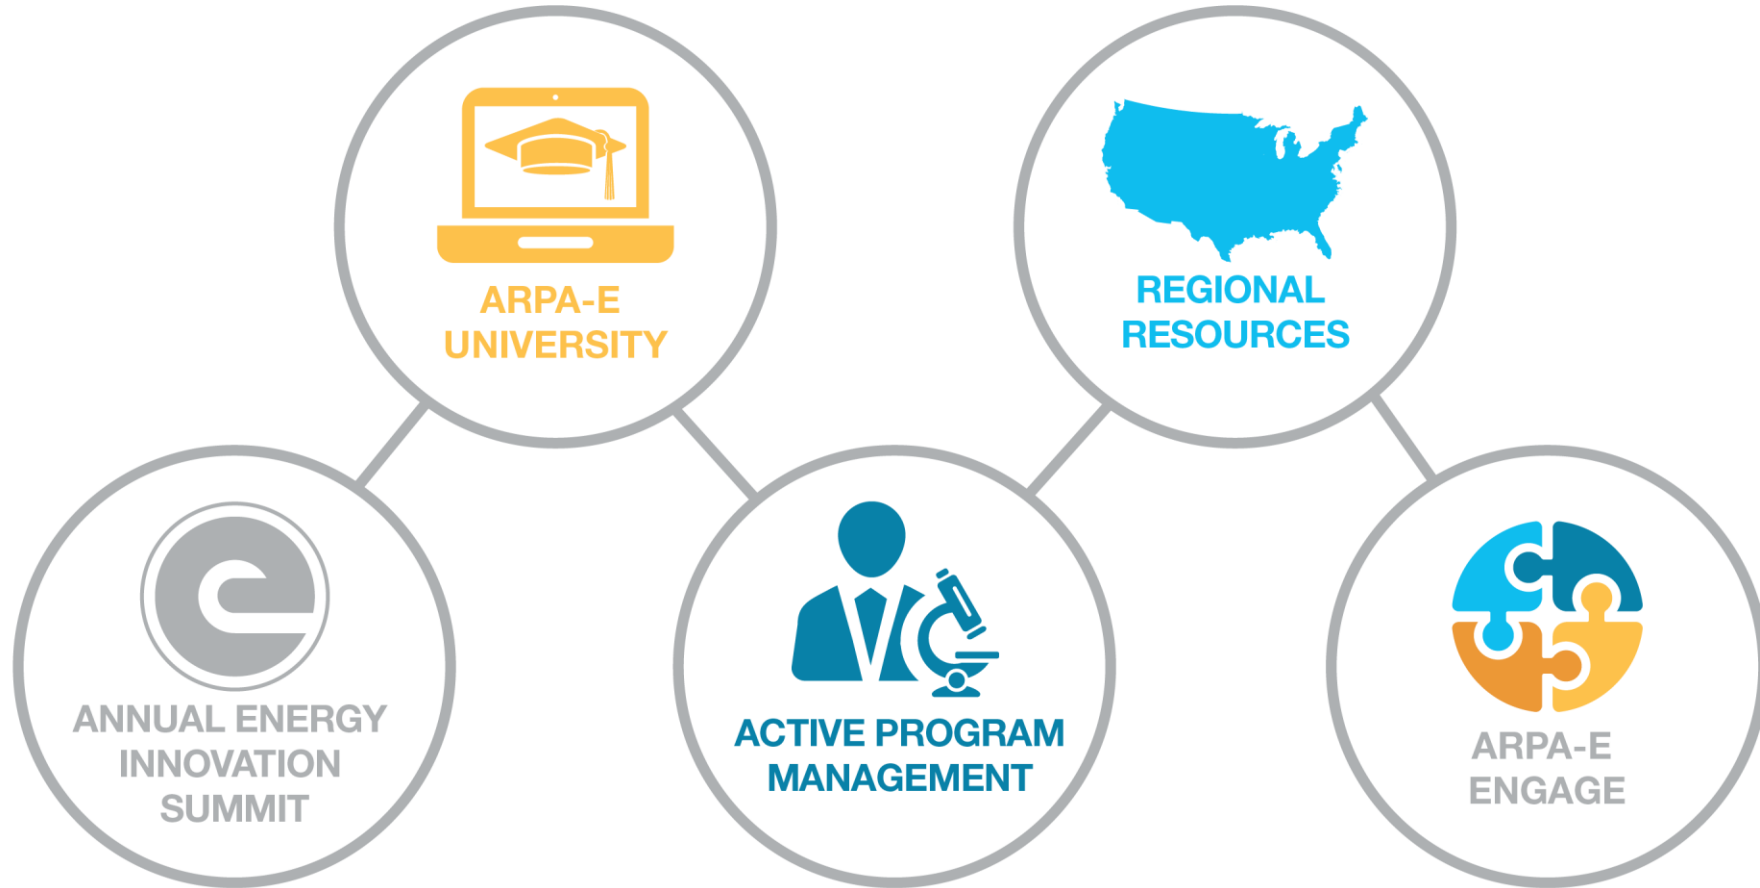 ARPA-E
UNIVERSITY
REGIONAL
RESOURCES
ANNUAL ENERGY
INNOVATION
SUMMIT
ACTIVE PROGRAM
MANAGEMENT
ARPA-E
ENGAGE